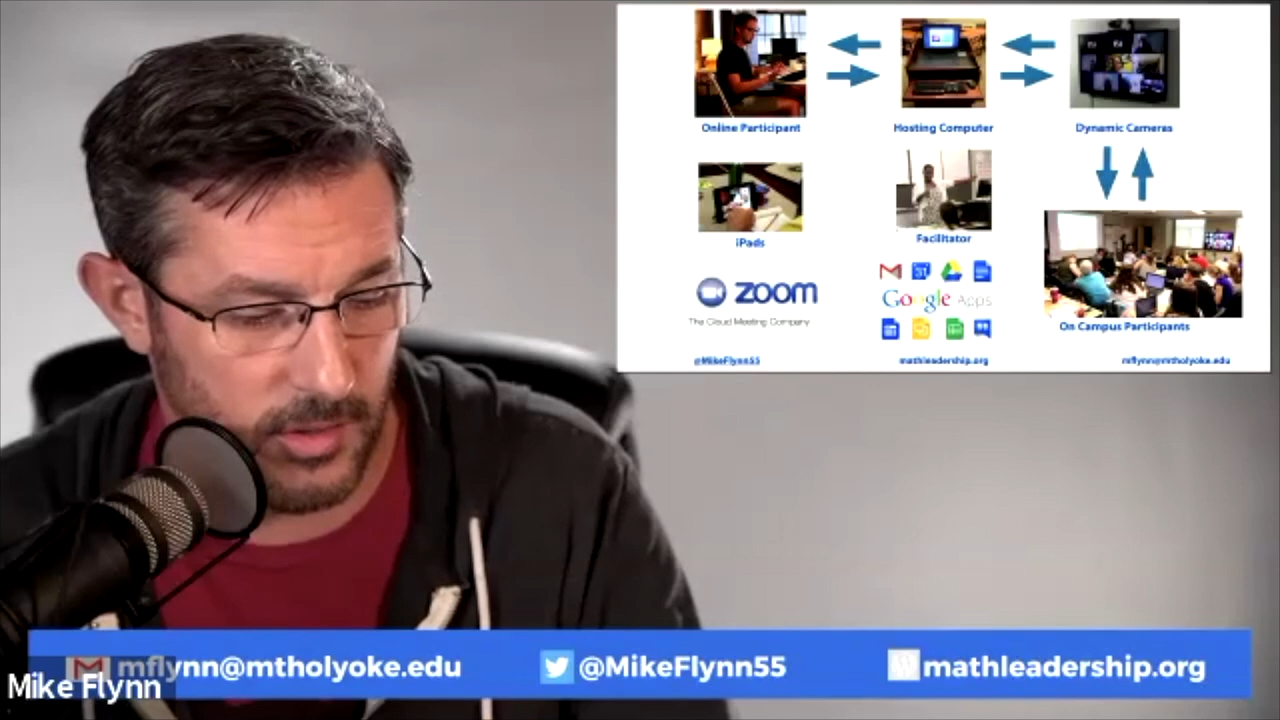 Online Participant
Hosting Computer
Dynamic Cameras
iPads
Facilitator
zoom
The Cloud Meeting Company
31
Google Apps
On Campus Participants
@MikeFlynn55
mathleadership.org
mflynn@mtholyoke.edu
mflynn@mtholyoke.edu
@MikeFlynn55
mathleadership.org
Mike Flynn